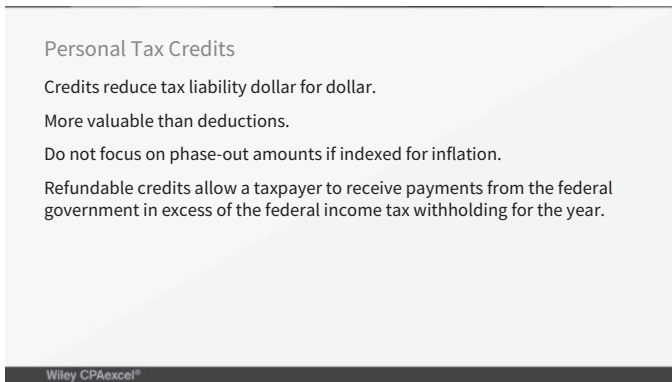 Personal Tax Credits
Credits reduce tax liability dollar for dollar.
More valuable than deductions.
Do not focus on phase-out amounts if indexed for inflation.
Refundable credits allow a taxpayer to receive payments from the federal
government in excess of the federal income tax withholding for the year.
Wiley CPAexcel®